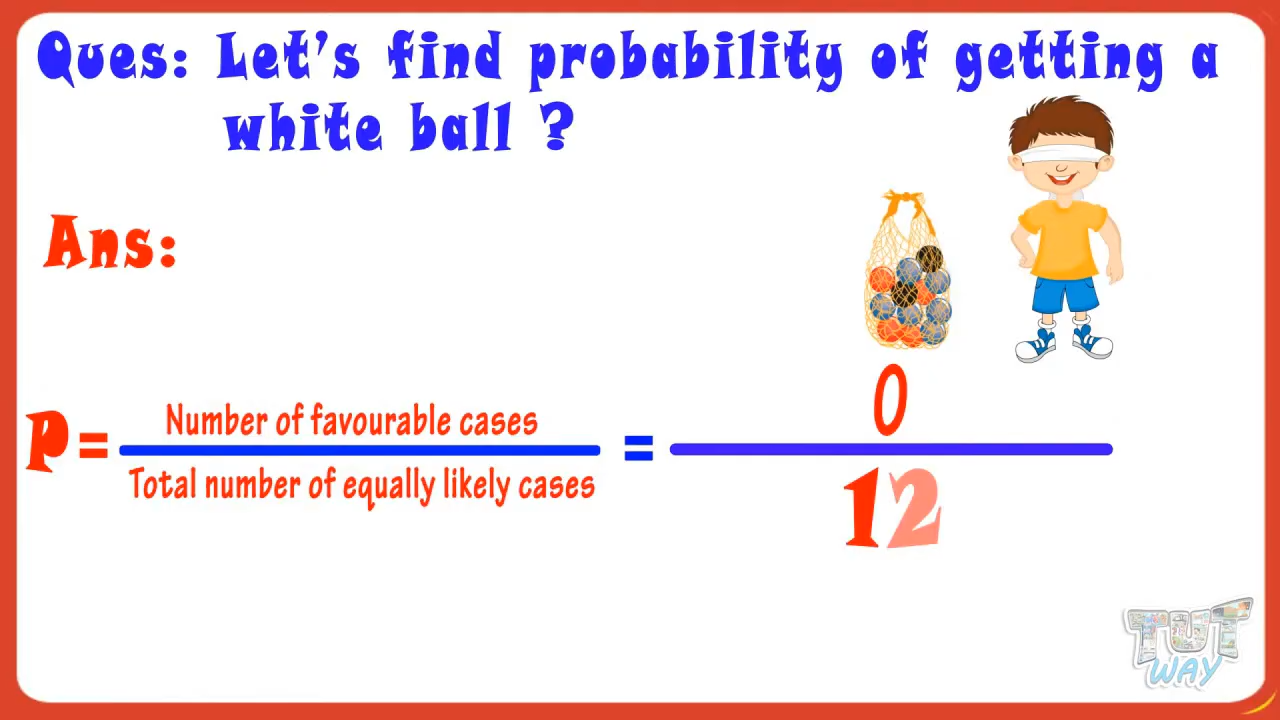 Ques: Let's find probability of getting a
white ball ?
Ans:
P = Number of favourable cases = 0
Total number of equally likely cases 12
TUT
WAY